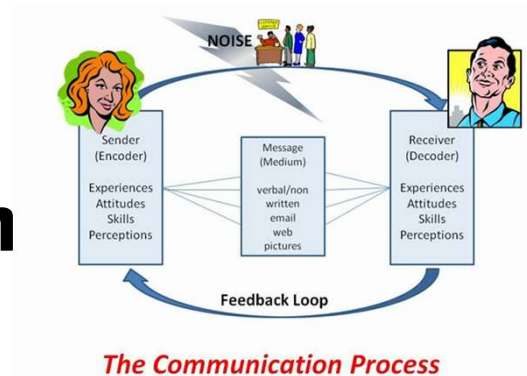 NOISE
Sender
(Encoder)
Experiences
Attitudes
Skills
Perceptions
Message
(Medium)
verbal/non
written
email
web
pictures
Receiver
(Decoder)
Experiences
Attitudes
Skills
Perceptions
n
Feedback Loop
The Communication Process